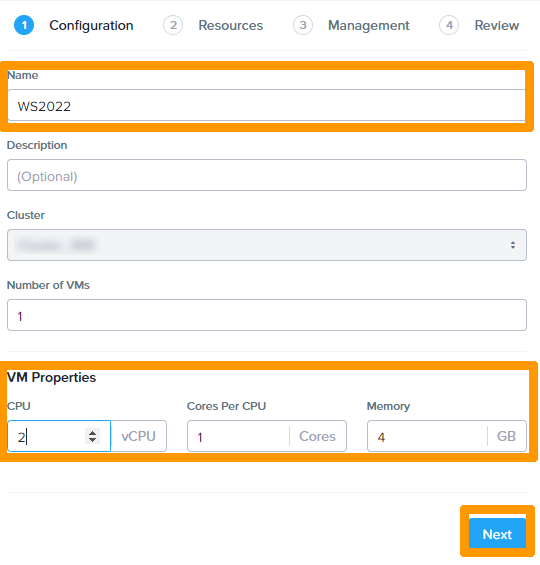 1 Configuration 2 Resources 3 Management 4 Review
Name
WS2022
Description
(Optional)
Cluster
Number of VMs
1
VM Properties
CPU Cores Per CPU Memory
2 vCPU 1 Cores 4 GB
Next